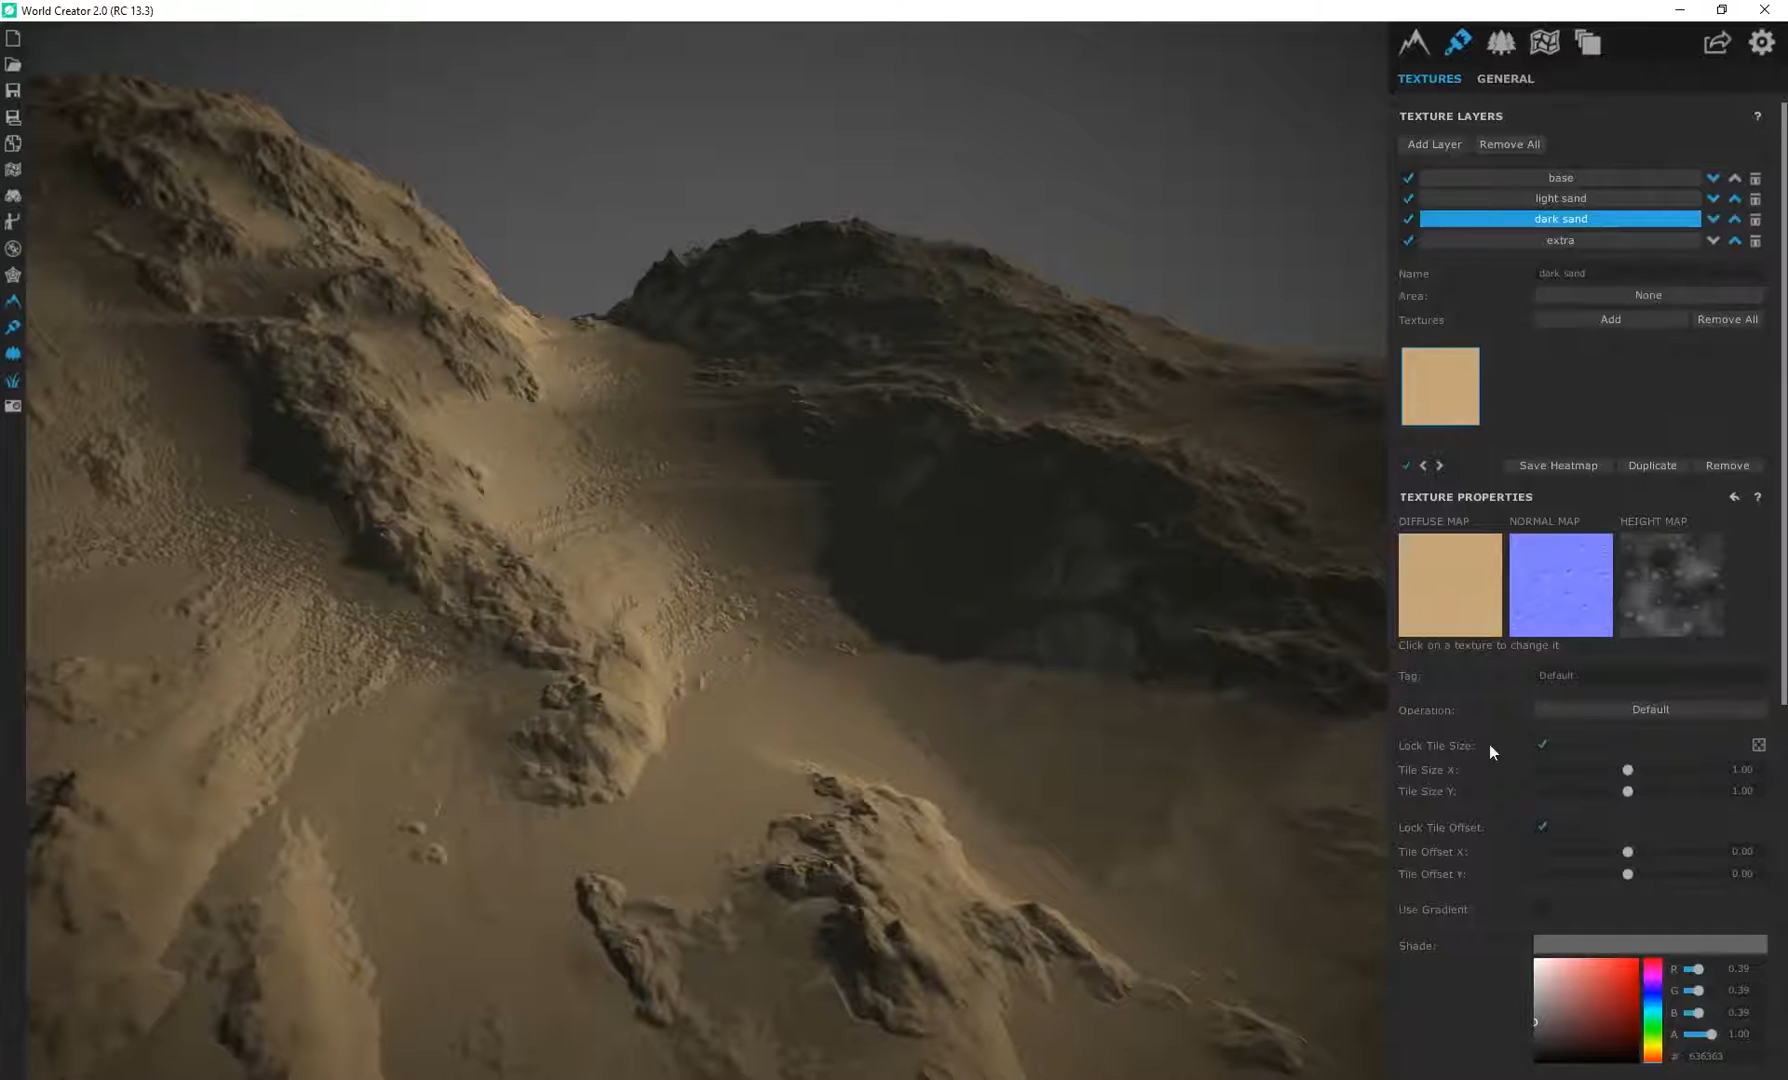 World Creator 2.0 (RC 13.3)
TEXTURES GENERAL
TEXTURE LAYERS ?
Add Layer Remove All
base
light sand
dark sand
extra
Name dark sand
Area: None
Textures Add Remove All
Save Heatmap Duplicate Remove
TEXTURE PROPERTIES ?
DIFFUSE MAP NORMAL MAP HEIGHT MAP
Click on a texture to change it
Tag: Default
Operation: Default
Lock Tile Size:
Tile Size X: 1.00
Tile Size Y: 1.00
Lock Tile Offset:
Tile Offset X: 0.00
Tile Offset Y: 0.00
Use Gradient
Shade:
R 0.39
G 0.39
B 0.39
A 1.00
# 636363